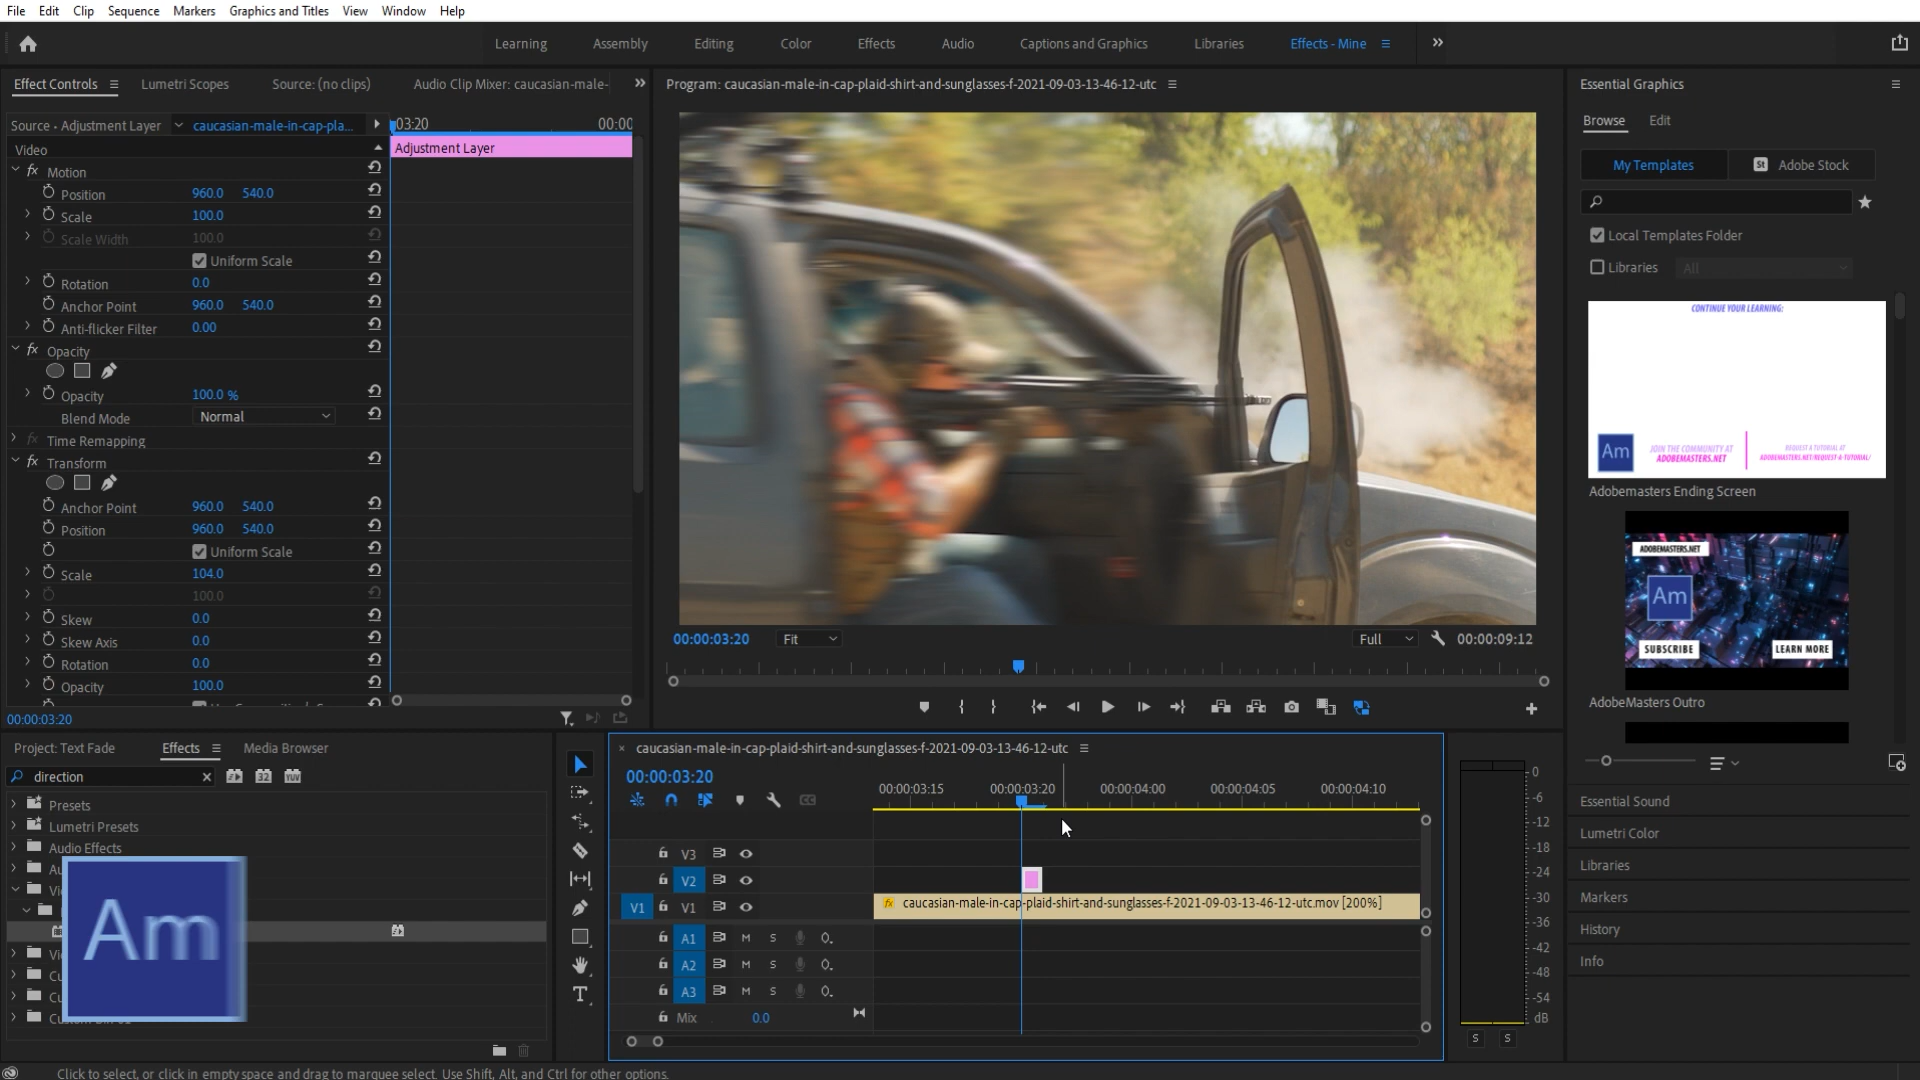 File Edit Clip Sequence Markers Graphics and Titles View Window Help
Learning Assembly Editing Color Effects Audio Captions and Graphics Libraries Effects - Mine
Effect Controls Lumetri Scopes Source: (no clips) Audio Clip Mixer: caucasian-male-
Source • Adjustment Layer caucasian-male-in-cap-pla... 03:20 00:00
Video Adjustment Layer
fx Motion
Position 960.0 540.0
Scale 100.0
Scale Width 100.0
Uniform Scale
Rotation 0.0
Anchor Point 960.0 540.0
Anti-flicker Filter 0.00
fx Opacity
Opacity 100.0 %
Blend Mode Normal
fx Time Remapping
fx Transform
Anchor Point 960.0 540.0
Position 960.0 540.0
Uniform Scale
Scale 104.0
100.0
Skew 0.0
Skew Axis 0.0
Rotation 0.0
Opacity 100.0
00:00:03:20
Program: caucasian-male-in-cap-plaid-shirt-and-sunglasses-f-2021-09-03-13-46-12-utc
00:00:03:20 Fit Full 00:00:09:12
Essential Graphics
Browse Edit
My Templates St Adobe Stock
Local Templates Folder
Libraries All
CONTINUE YOUR LEARNING:
Am JOIN THE COMMUNITY AT ADOBEMASTERS.NET
REQUEST A TUTORIAL AT ADOBEMASTERS.NET/REQUEST-A-TUTORIAL/
Adobemasters Ending Screen
ADOBEMASTERS.NET
Am
SUBSCRIBE LEARN MORE
AdobeMasters Outro
Essential Sound
Lumetri Color
Libraries
Markers
History
Info
Project: Text Fade Effects Media Browser
direction 32 YUV
Presets
Lumetri Presets
Audio Effects
Am
caucasian-male-in-cap-plaid-shirt-and-sunglasses-f-2021-09-03-13-46-12-utc
00:00:03:20
00:00:03:15 00:00:03:20 00:00:04:00 00:00:04:05 00:00:04:10
V3
V2
V1 V1 fx caucasian-male-in-cap-plaid-shirt-and-sunglasses-f-2021-09-03-13-46-12-utc.mov [200%]
A1 M S
A2 M S
A3 M S
Mix 0.0
0
-6
-12
-18
-24
-30
-36
-42
-48
-54
dB
S S
Click to select, or click in empty space and drag to marquee select. Use Shift, Alt, and Ctrl for other options.